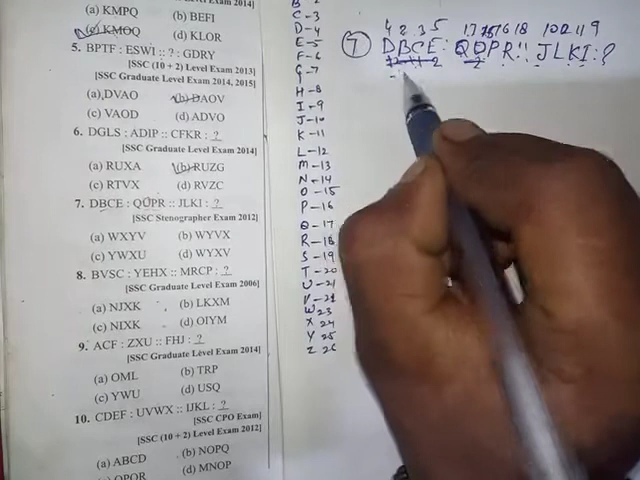 (a) KMPQ (b) BEFI
(c) KMOQ (d) KLOR
5. BPTF : ESWI :: ? : GDRY
[SSC (10 + 2) Level Exam 2013]
[SSC Graduate Level Exam 2014, 2015]
(a) DVAO (b) DAOV
(c) VAOD (d) ADVO
6. DGLS : ADIP :: CFKR : ?
[SSC Graduate Level Exam 2014]
(a) RUXA (b) RUZG
(c) RTVX (d) RVZC
7. DBCE : QOPR :: JLKI : ?
[SSC Stenographer Exam 2012]
(a) WXYV (b) WYVX
(c) YWXU (d) WYXV
8. BVSC : YEHX :: MRCP : ?
[SSC Graduate Level Exam 2006]
(a) NJXK (b) LKXM
(c) NIXK (d) OIYM
9. ACF : ZXU :: FHJ : ?
[SSC Graduate Level Exam 2014]
(a) OML (b) TRP
(c) YWU (d) USQ
10. CDEF : UVWX :: IJKL : ?
[SSC CPO Exam]
[SSC (10 + 2) Level Exam 2012]
(a) ABCD (b) NOPQ
(d) MNOP
C-3
D-4
E-5
F-6
G-7
H-8
I-9
J-10
K-11
L-12
M-13
N-14
O-15
P-16
Q-17
R-18
S-19
T-20
U-21
W 23
X 24
Y 25
Z 26
4 2 3 5 17 15 16 18 10 12 11 9
7 DBCE : QOPR :: JLKI : ?